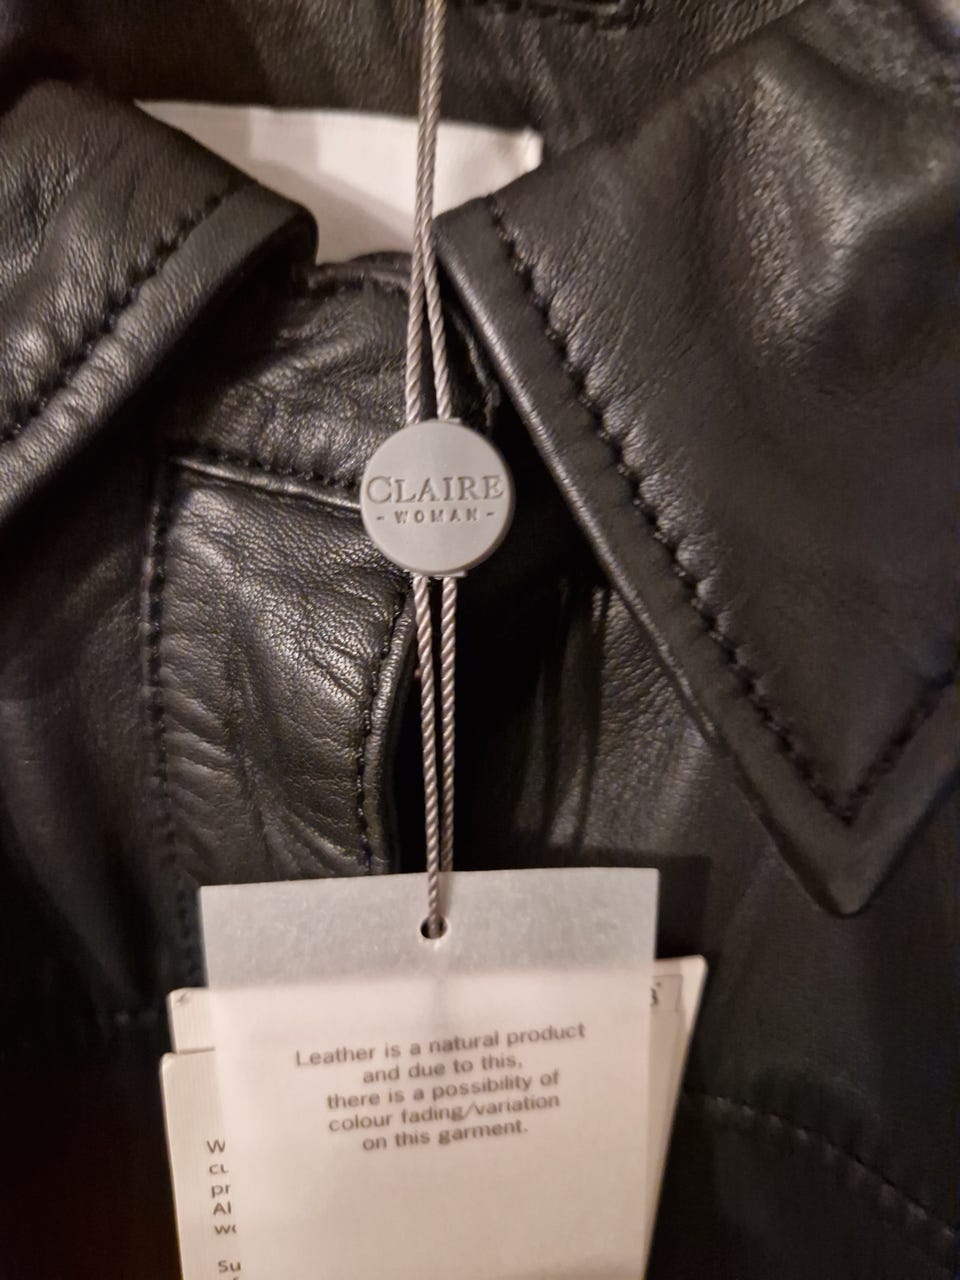 CLAIRE
- WOMAN -
Leather is a natural product
and due to this,
there is a possibility of
colour fading/variation
on this garment.